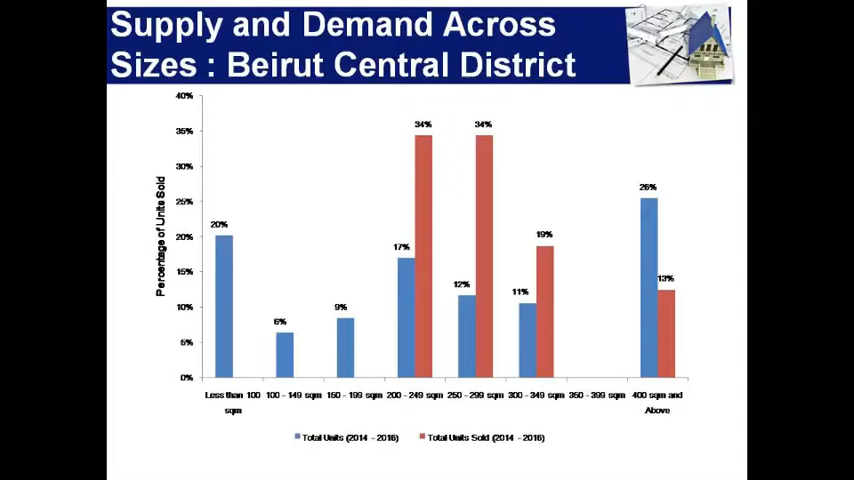 Supply and Demand Across
Sizes : Beirut Central District
40%
35%
30%
25%
20%
15%
10%
5%
0%
Percentage of Units Sold
20%
6%
9%
17%
34%
12%
34%
11%
19%
26%
13%
Less than 100 sqm
100 - 149 sqm
150 - 199 sqm
200 - 249 sqm
250 - 299 sqm
300 - 349 sqm
350 - 399 sqm
400 sqm and Above
Total Units (2014 - 2016)
Total Units Sold (2014 - 2016)